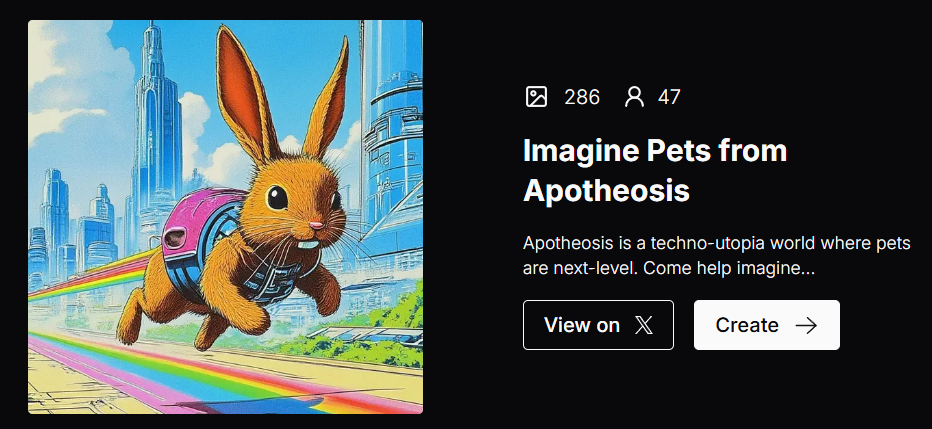 286 47
Imagine Pets from
Apotheosis
Apotheosis is a techno-utopia world where pets
are next-level. Come help imagine...
View on X Create